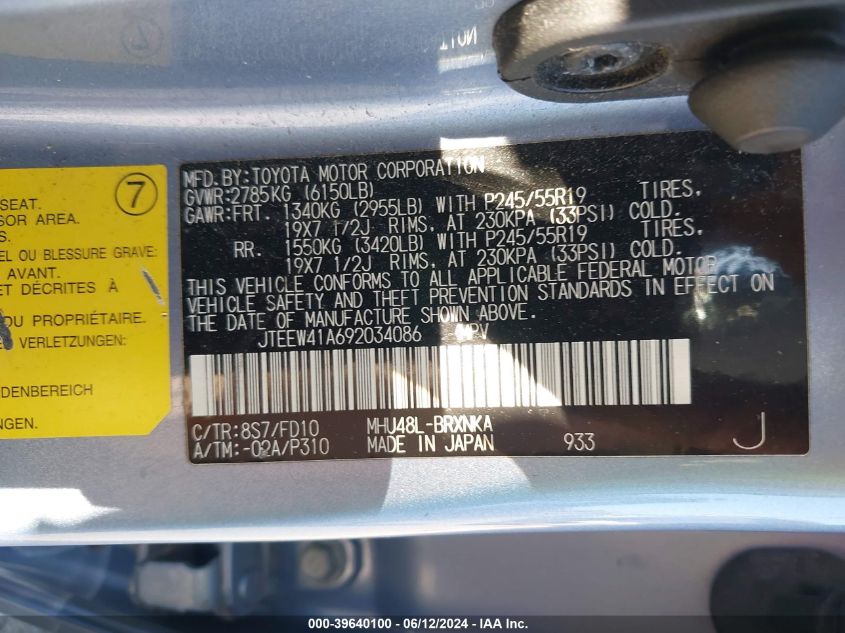 7
SEAT.
SOR AREA.
S.
EL OU BLESSURE GRAVE:
AVANT.
ET DÉCRITES À
U PROPRIÉTAIRE.
VERLETZUNGEN:
DENBEREICH
NGEN.
MFD.BY:TOYOTA MOTOR CORPORATION
GVWR:2785KG (6150LB)
GAWR:FRT. 1340KG (2955LB) WITH P245/55R19 TIRES.
19X7 1/2J RIMS, AT 230KPA (33PSI) COLD.
RR. 1550KG (3420LB) WITH P245/55R19 TIRES.
19X7 1/2J RIMS, AT 230KPA (33PSI) COLD.
THIS VEHICLE CONFORMS TO ALL APPLICABLE FEDERAL MOTOR
VEHICLE SAFETY AND THEFT PREVENTION STANDARDS IN EFFECT ON
THE DATE OF MANUFACTURE SHOWN ABOVE.
JTEEW41A692034086 MPV
C/TR:8S7/FD10 MHU48L-BRXNKA
A/TM:-02A/P310 MADE IN JAPAN 933 J
000-39640100 - 06/12/2024 - IAA Inc.